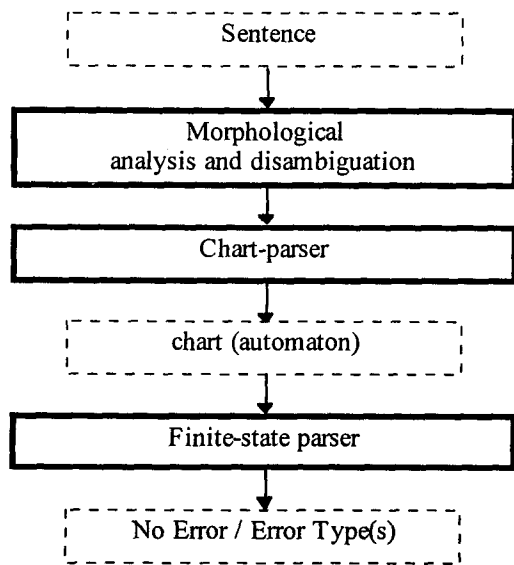 Sentence
Morphological
analysis and disambiguation
Chart-parser
chart (automaton)
Finite-state parser
No Error / Error Type(s)